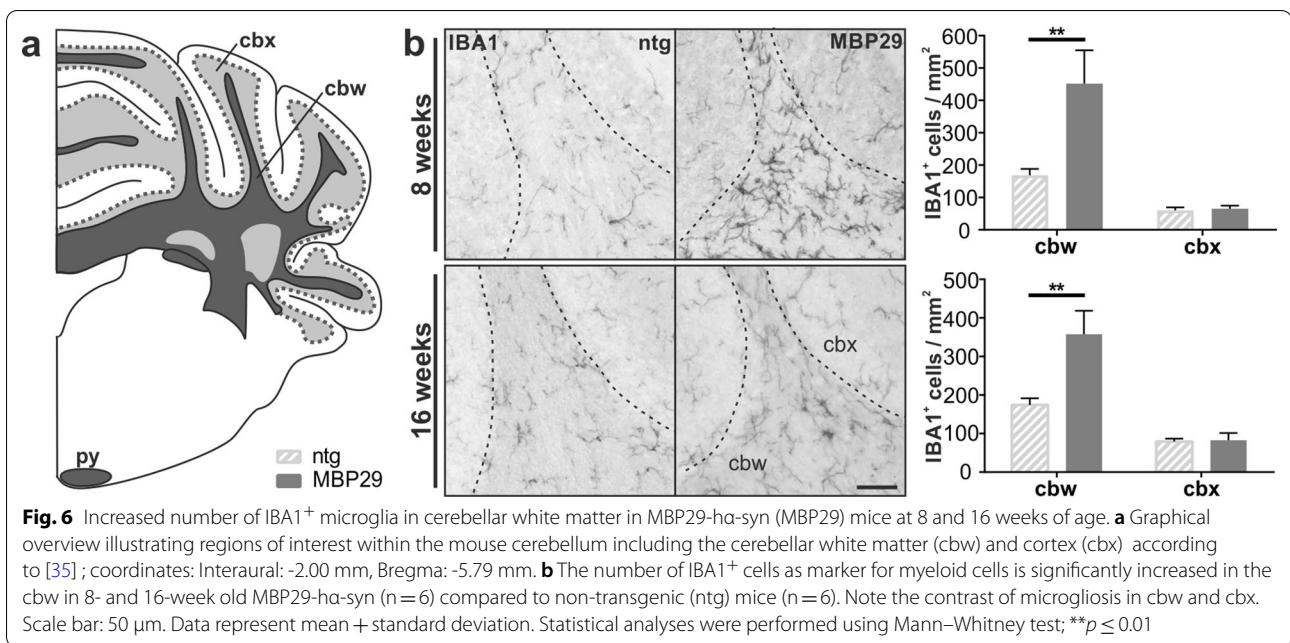 a
cbx
cbw
py
ntg
MBP29
b
IBA1
ntg
MBP29
8 weeks
16 weeks
cbx
cbw
**
600
500
400
300
200
100
0
IBA1⁺ cells / mm²
cbw
cbx
**
500
400
300
200
100
0
IBA1⁺ cells / mm²
cbw
cbx
Fig. 6 Increased number of IBA1⁺ microglia in cerebellar white matter in MBP29-hα-syn (MBP29) mice at 8 and 16 weeks of age. a Graphical
overview illustrating regions of interest within the mouse cerebellum including the cerebellar white matter (cbw) and cortex (cbx) according
to [35] ; coordinates: Interaural: -2.00 mm, Bregma: -5.79 mm. b The number of IBA1⁺ cells as marker for myeloid cells is significantly increased in the
cbw in 8- and 16-week old MBP29-hα-syn (n = 6) compared to non-transgenic (ntg) mice (n = 6). Note the contrast of microgliosis in cbw and cbx.
Scale bar: 50 μm. Data represent mean + standard deviation. Statistical analyses were performed using Mann–Whitney test; **p ≤ 0.01